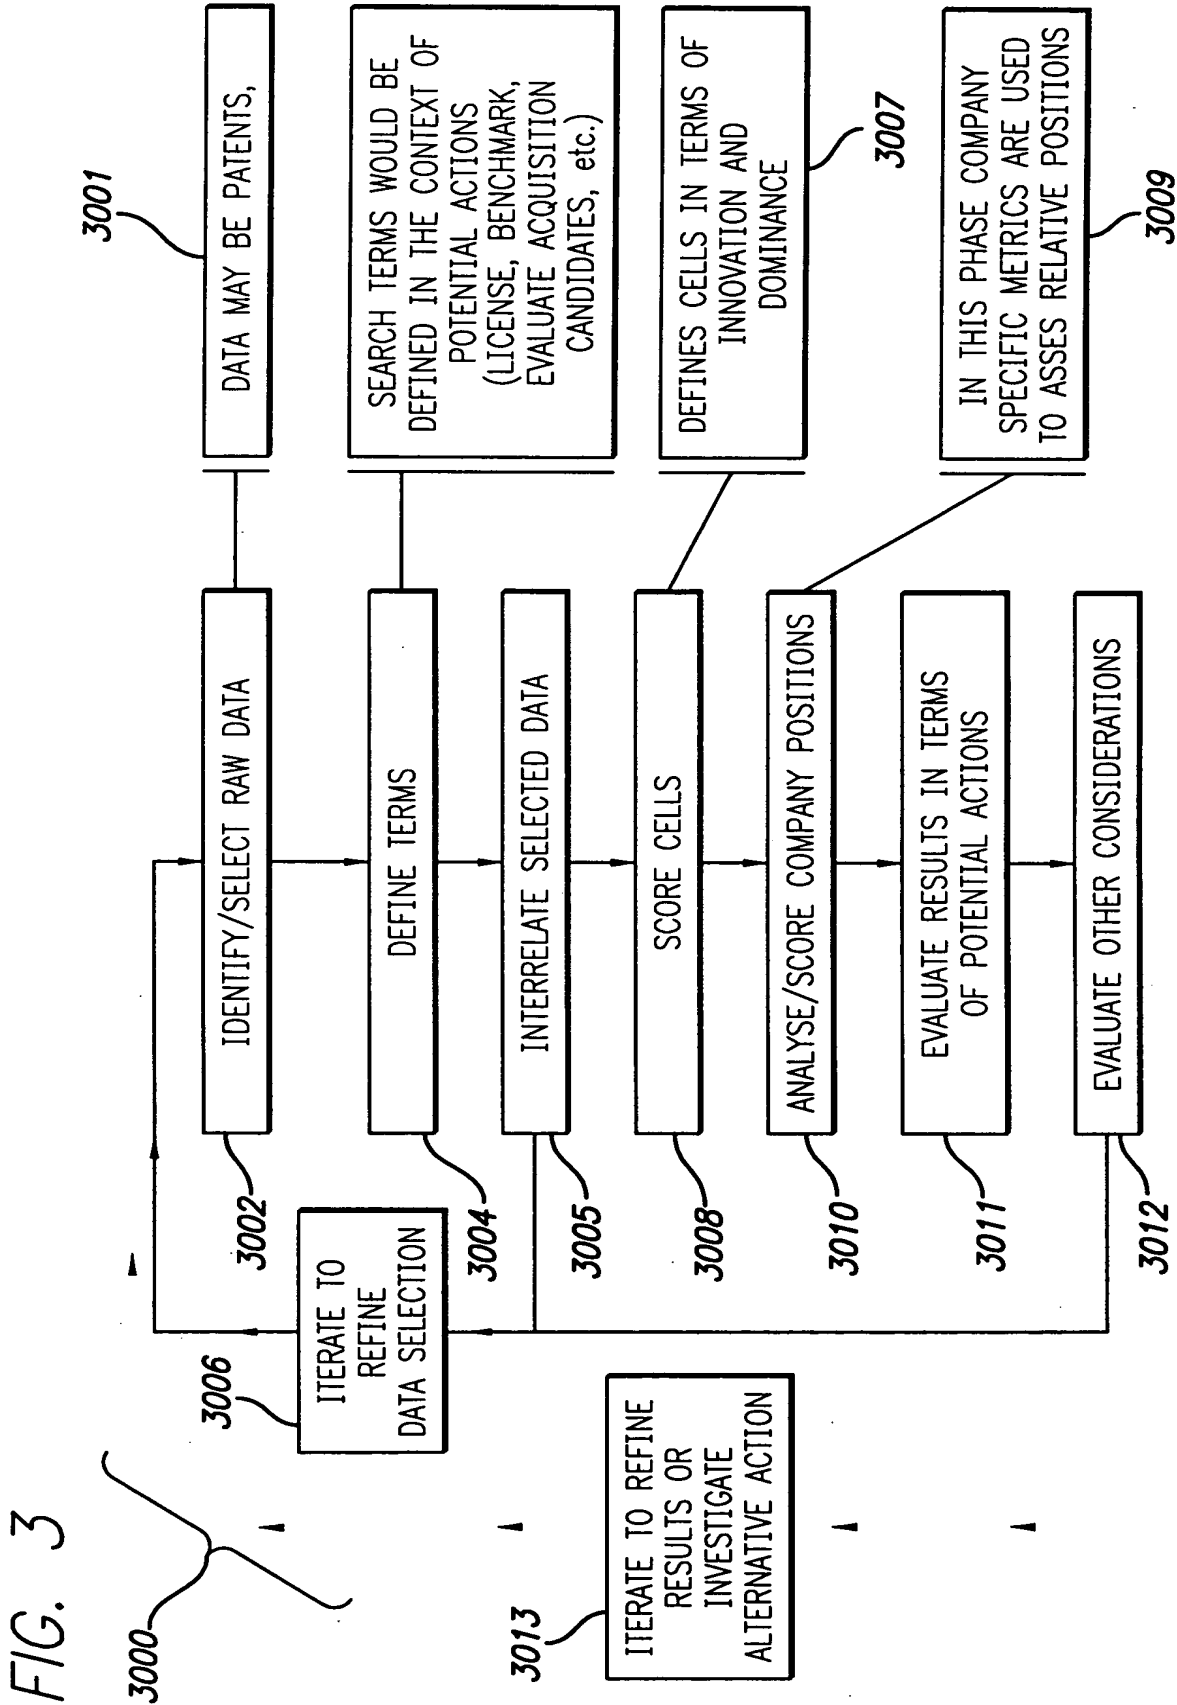 FIG. 3
3000
3001
DATA MAY BE PATENTS,
IDENTIFY/SELECT RAW DATA
3002
SEARCH TERMS WOULD BE
DEFINED IN THE CONTEXT OF
POTENTIAL ACTIONS
(LICENSE, BENCHMARK,
EVALUATE ACQUISITION
CANDIDATES, etc.)
DEFINE TERMS
3004
3006
ITERATE TO
REFINE
DATA SELECTION
INTERRELATE SELECTED DATA
3005
DEFINES CELLS IN TERMS OF
INNOVATION AND
DOMINANCE
3007
SCORE CELLS
3008
3013
ITERATE TO REFINE
RESULTS OR
INVESTIGATE
ALTERNATIVE ACTION
ANALYSE/SCORE COMPANY POSITIONS
3010
IN THIS PHASE COMPANY
SPECIFIC METRICS ARE USED
TO ASSES RELATIVE POSITIONS
3009
EVALUATE RESULTS IN TERMS
OF POTENTIAL ACTIONS
3011
EVALUATE OTHER CONSIDERATIONS
3012